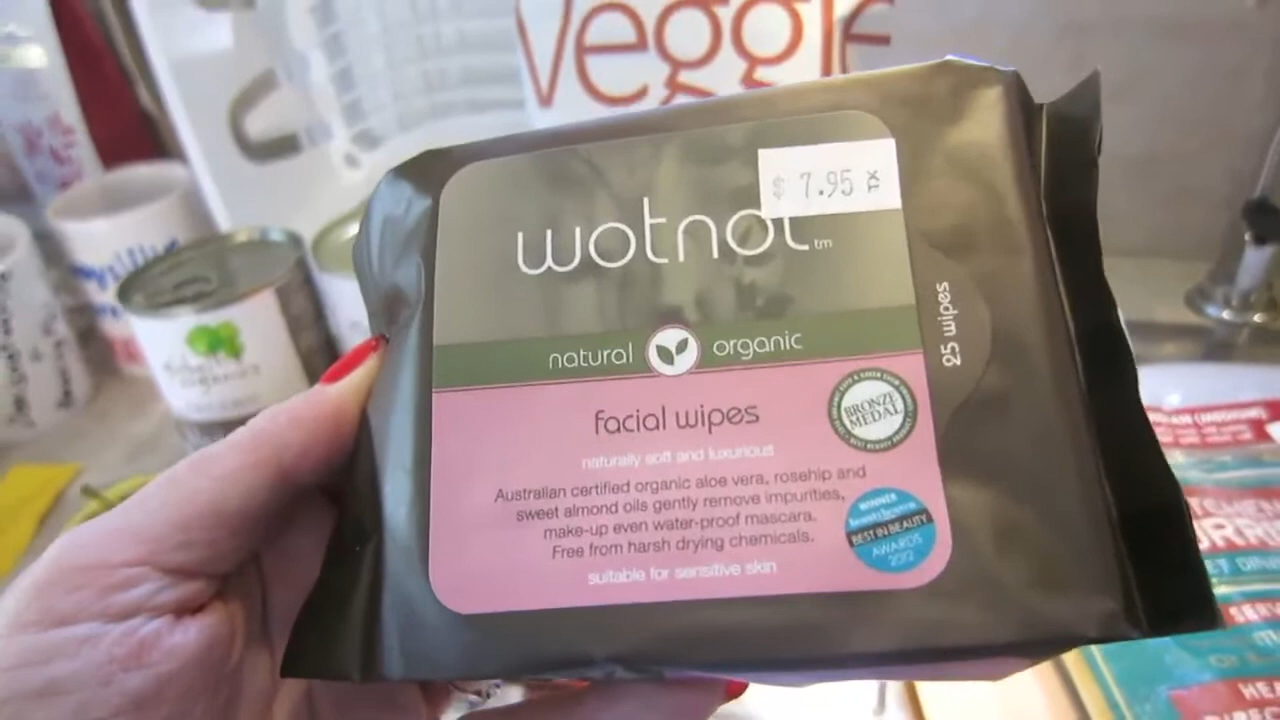 Veggie
$ 7.95
wotnot tm
natural organic
25 wipes
facial wipes
BRONZE
MEDAL
naturally soft and luxurious
Australian certified organic aloe vera, rosehip and
sweet almond oils gently remove impurities,
make-up even water-proof mascara.
Free from harsh drying chemicals.
WINNER
BEST IN BEAUTY
AWARDS
2012
suitable for sensitive skin
organics